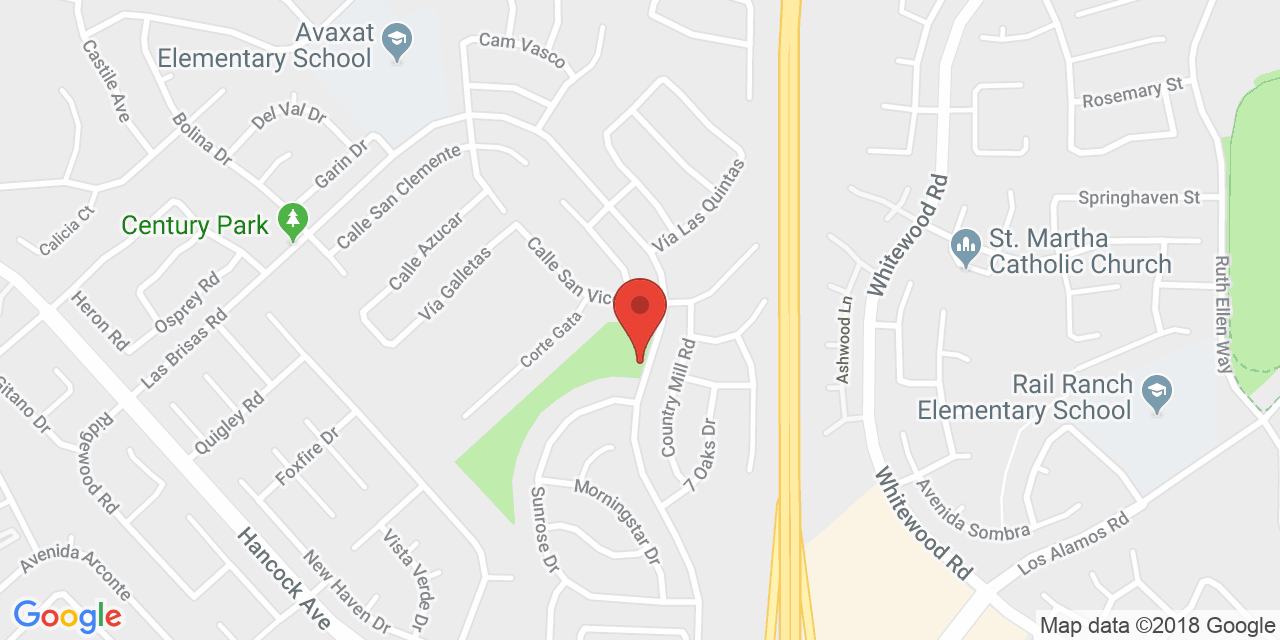 Avaxat
Elementary School
Cam Vasco
Castile Ave
Bolina Dr
Del Val Dr
Garin Dr
Calle San Clemente
Calicia Ct
Century Park
Calle Azucar
Vía Galletas
Calle San Vice
Corte Gata
Vía Las Quintas
Heron Rd
Osprey Rd
Las Brisas Rd
Gitano Dr
Ridgewood Rd
Quigley Rd
Foxfire Dr
Hancock Ave
New Haven Dr
Vista Verde Dr
Avenida Arconte
Sunrose Dr
Morningstar Dr
Country Mill Rd
7 Oaks Dr
Rosemary St
Springhaven St
Whitewood Rd
St. Martha
Catholic Church
Ruth Ellen Way
Ashwood Ln
Rail Ranch
Elementary School
Whitewood Rd
Avenida Sombra
Los Alamos Rd
Google
Map data ©2018 Google